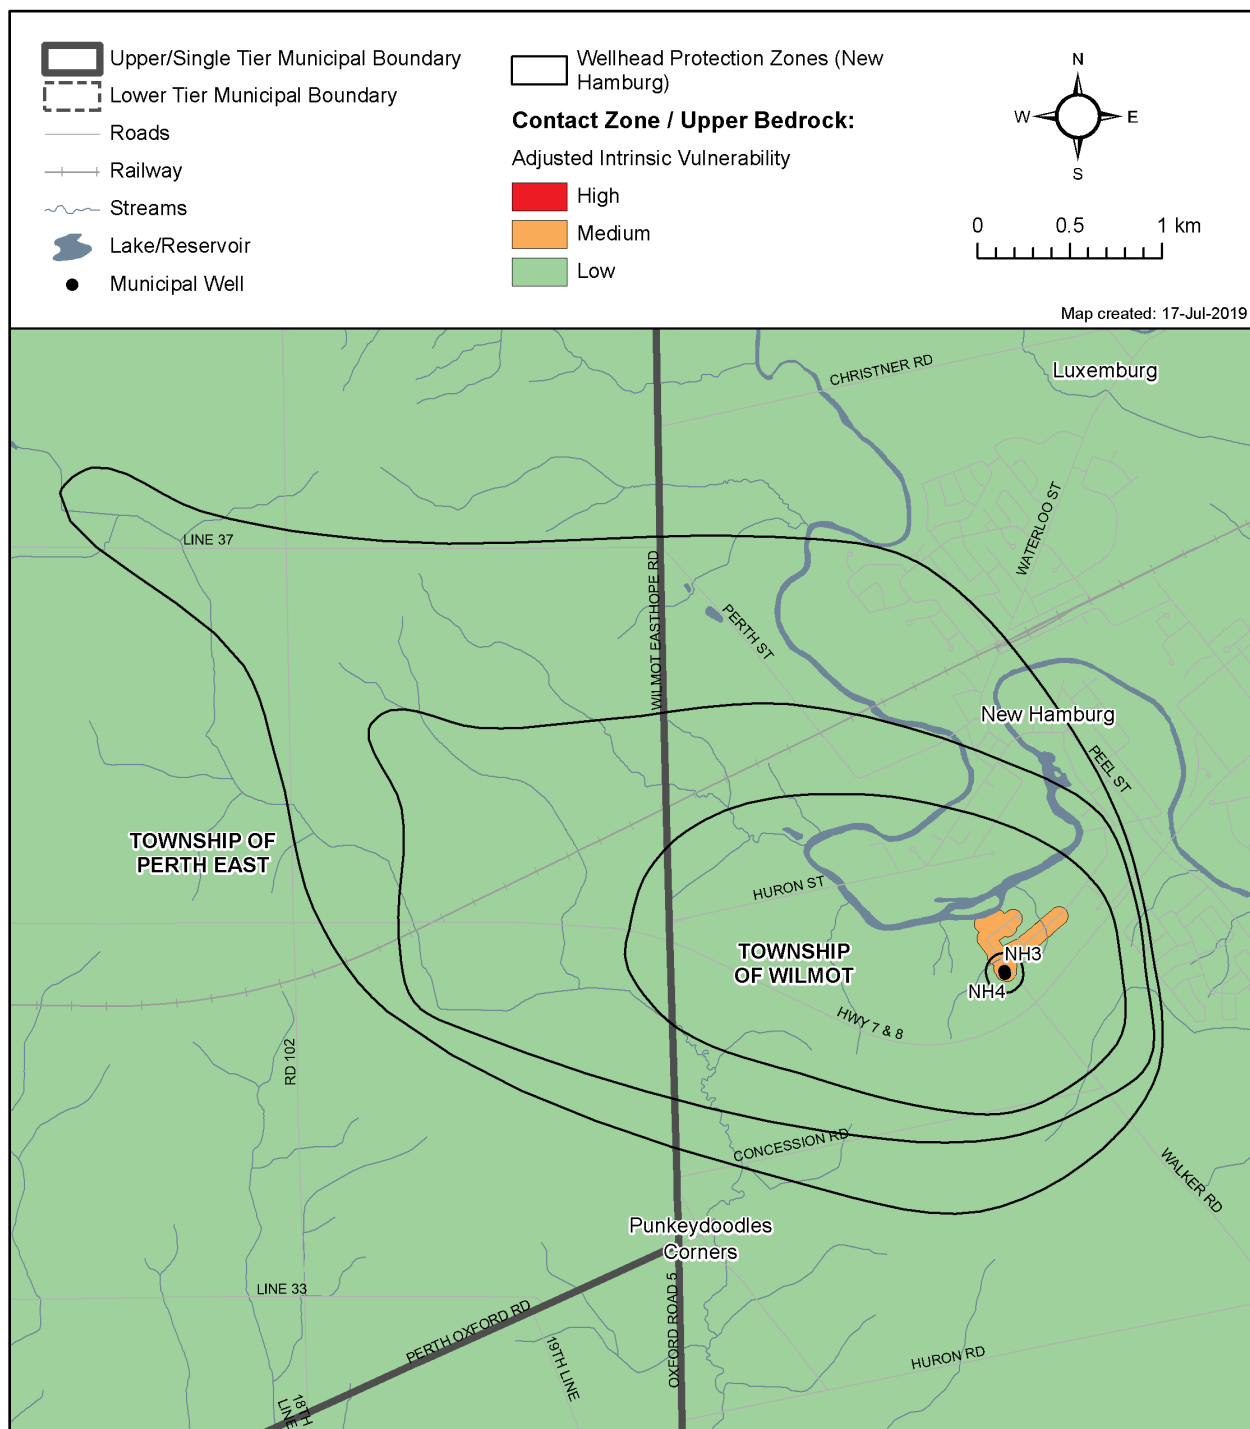 Upper/Single Tier Municipal Boundary
Lower Tier Municipal Boundary
Roads
Railway
Streams
Lake/Reservoir
Municipal Well
Wellhead Protection Zones (New
Hamburg)
Contact Zone / Upper Bedrock:
Adjusted Intrinsic Vulnerability
High
Medium
Low
N
W
E
S
0 0.5 1 km
Map created: 17-Jul-2019
CHRISTNER RD
Luxemburg
WATERLOO ST
LINE 37
WILMOT EASTHOPE RD
PERTH ST
New Hamburg
PEEL ST
TOWNSHIP OF
PERTH EAST
HURON ST
TOWNSHIP
OF WILMOT
NH3
NH4
HWY 7 & 8
RD 102
CONCESSION RD
WALKER RD
Punkeydoodles
Corners
LINE 33
PERTH OXFORD RD
OXFORD ROAD 5
19TH LINE
HURON RD
18TH
LINE